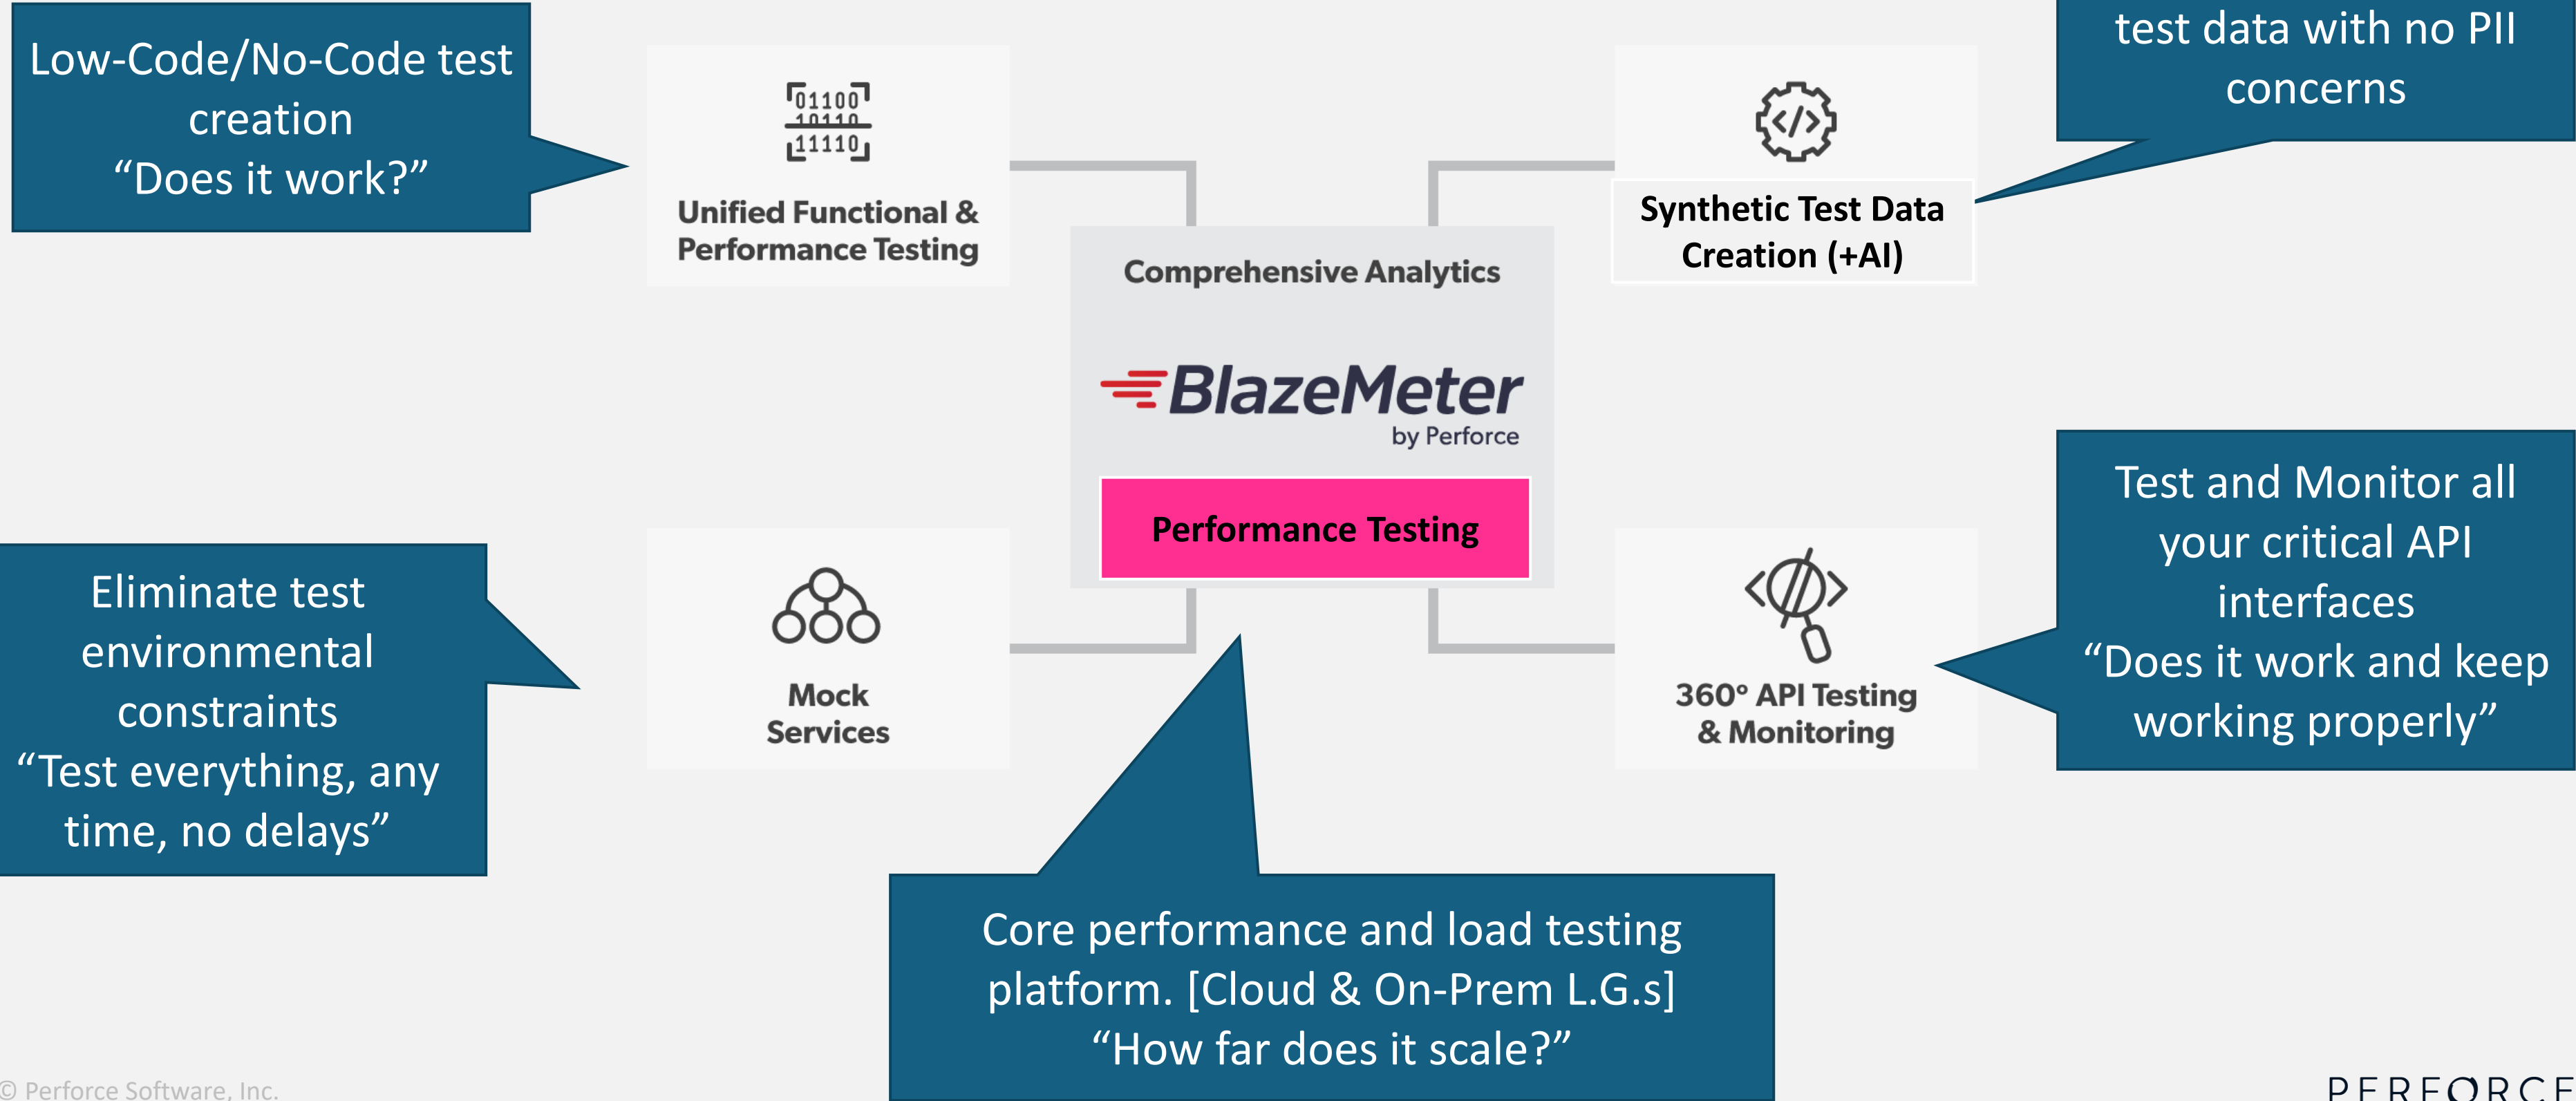 Low-Code/No-Code test
creation
“Does it work?”
01100
10110
11110
Unified Functional &
Performance Testing
Synthetic Test Data
Creation (+AI)
test data with no PII
concerns
Comprehensive Analytics
BlazeMeter
by Perforce
Performance Testing
Eliminate test
environmental
constraints
“Test everything, any
time, no delays”
Mock
Services
360° API Testing
& Monitoring
Test and Monitor all
your critical API
interfaces
“Does it work and keep
working properly”
Core performance and load testing
platform. [Cloud & On-Prem L.G.s]
“How far does it scale?”
© Perforce Software, Inc.
PERFORCE